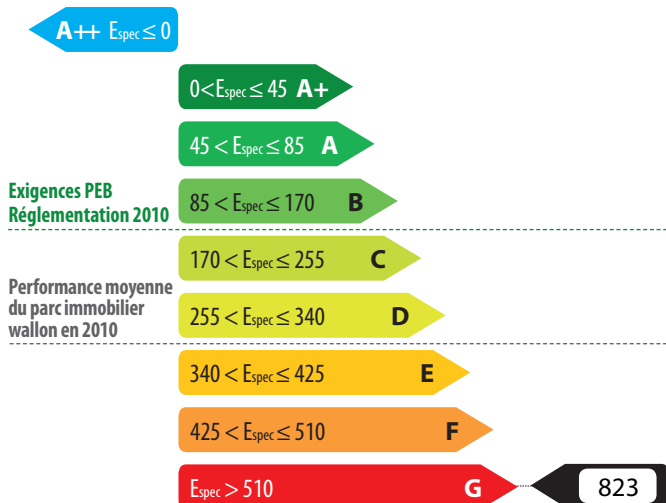 A++ Espec ≤ 0
0 < Espec ≤ 45 A+
45 < Espec ≤ 85 A
Exigences PEB
Réglementation 2010
85 < Espec ≤ 170 B
170 < Espec ≤ 255 C
Performance moyenne
du parc immobilier
wallon en 2010
255 < Espec ≤ 340 D
340 < Espec ≤ 425 E
425 < Espec ≤ 510 F
Espec > 510 G
823